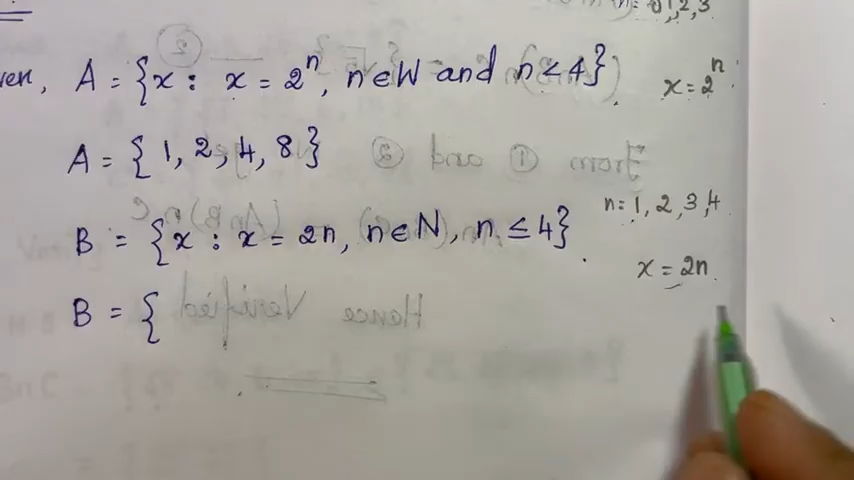 n= 0,1,2,3
ven, A = {x : x = 2ⁿ, n∈W and n < 4}
x = 2ⁿ
A = {1, 2, 4, 8}
n= 1, 2, 3, 4
B = {x : x = 2n, n∈N, n ≤ 4}
x = 2n
B = {